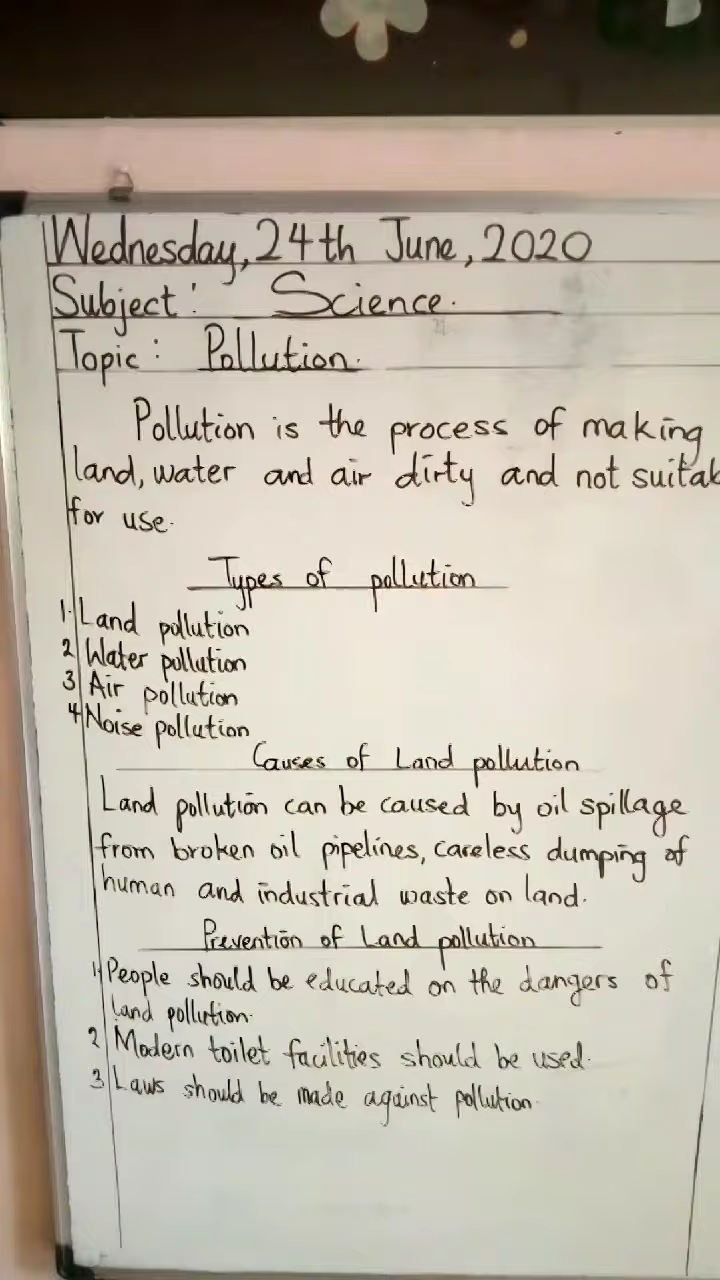 Wednesday, 24th June, 2020
Subject: Science.
Topic: Pollution.
Pollution is the process of making
land, water and air dirty and not suitab
for use.
Types of pollution
1. Land pollution
2 Water pollution
3 Air pollution
4 Noise pollution
Causes of Land pollution
Land pollution can be caused by oil spillage
from broken oil pipelines, careless dumping of
human and industrial waste on land.
Prevention of Land pollution
1 People should be educated on the dangers of
Land pollution.
2 Modern toilet facilities should be used.
3 Laws should be made against pollution.